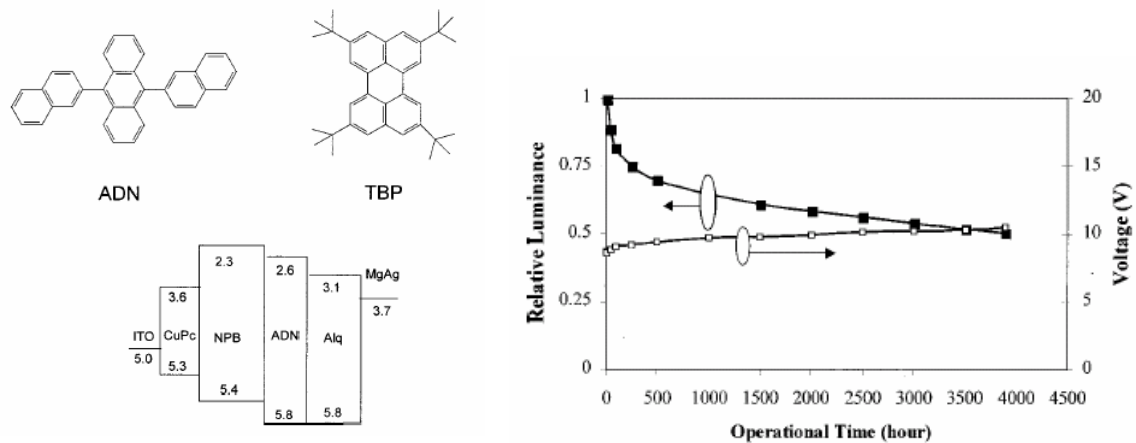 ADN
TBP
2.3
2.6
3.1
MgAg
3.6
3.7
ITO
CuPc
NPB
ADN
Alq
5.0
5.3
5.4
5.8
5.8
Relative Luminance
1
0.75
0.5
0.25
0
20
15
10
5
0
Voltage (V)
0 500 1000 1500 2000 2500 3000 3500 4000 4500
Operational Time (hour)